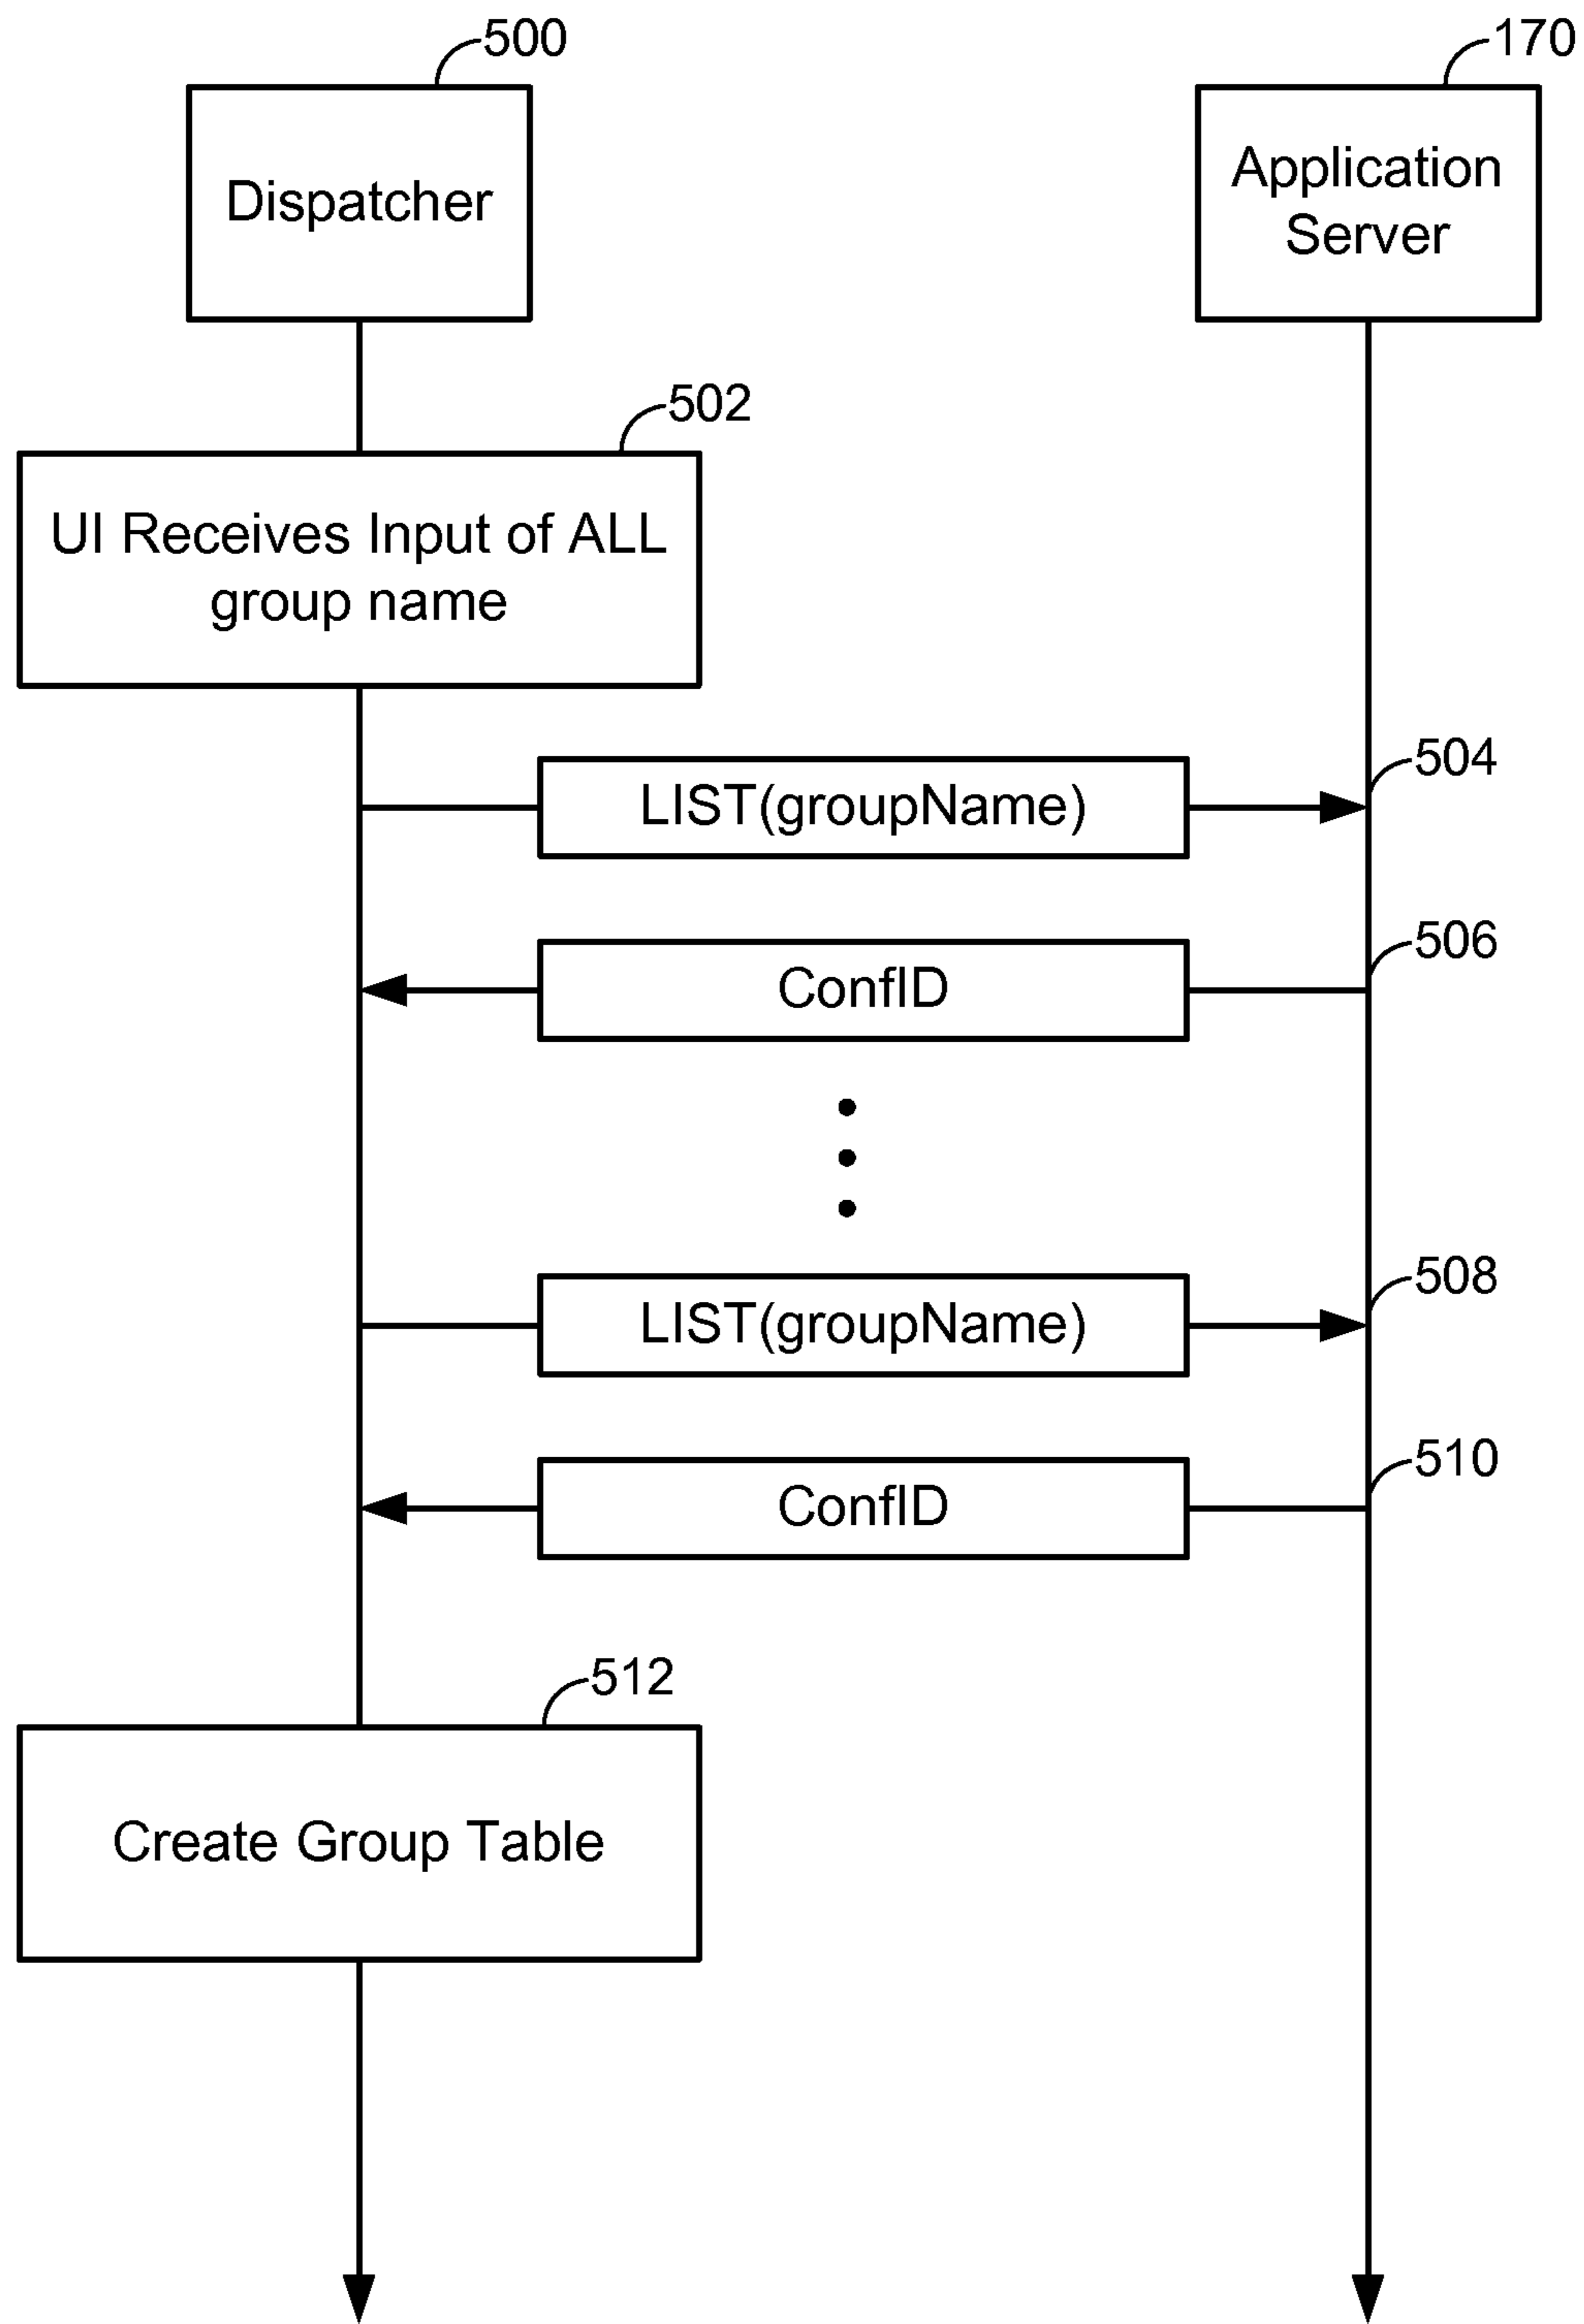 500
170
Dispatcher
Application
Server
502
UI Receives Input of ALL
group name
504
LIST(groupName)
506
ConfID
508
LIST(groupName)
510
ConfID
512
Create Group Table